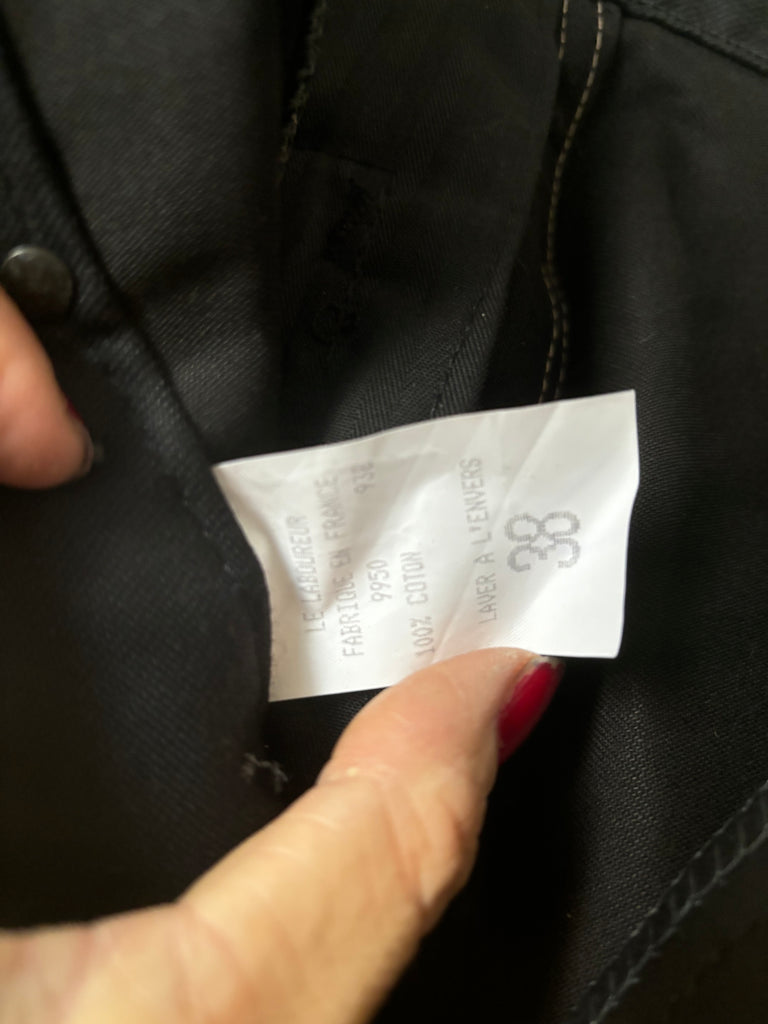 LE LABOUREUR
FABRIQUE EN FRANCE
9950 938
100% COTON
LAVER A L'ENVERS
38